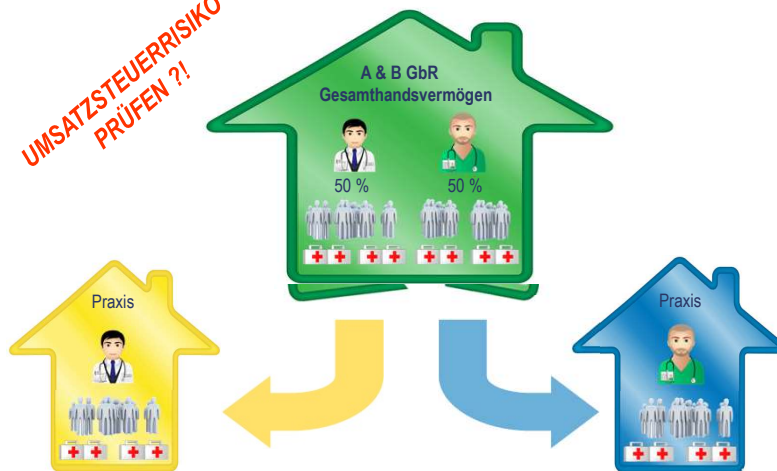 UMSATZSTEUERRISIKO
PRÜFEN ?!
A & B GbR
Gesamthandsvermögen
50 %
50 %
Praxis
Praxis